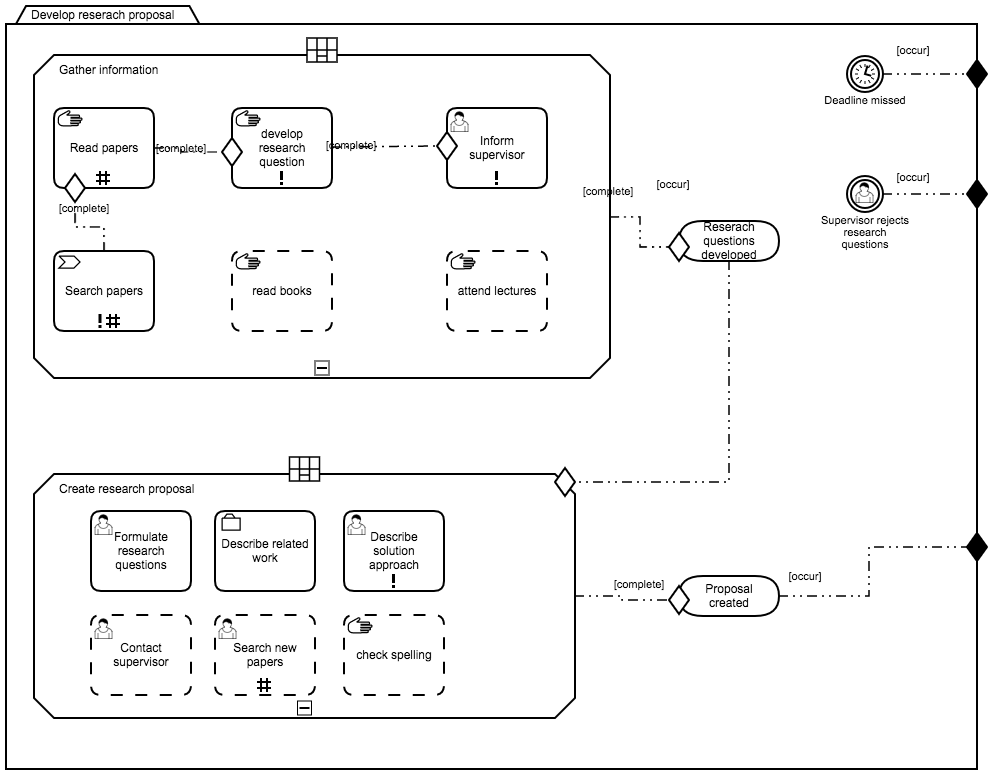 Develop reserach proposal
Gather information
Read papers
[complete]
develop
research
question
[complete]
Inform
supervisor
[complete]
Search papers
read books
attend lectures
[complete]
[occur]
Reserach
questions
developed
[occur]
Deadline missed
[occur]
Supervisor rejects
research
questions
Create research proposal
Formulate
research
questions
Describe related
work
Describe
solution
approach
Contact
supervisor
Search new
papers
check spelling
[complete]
Proposal
created
[occur]